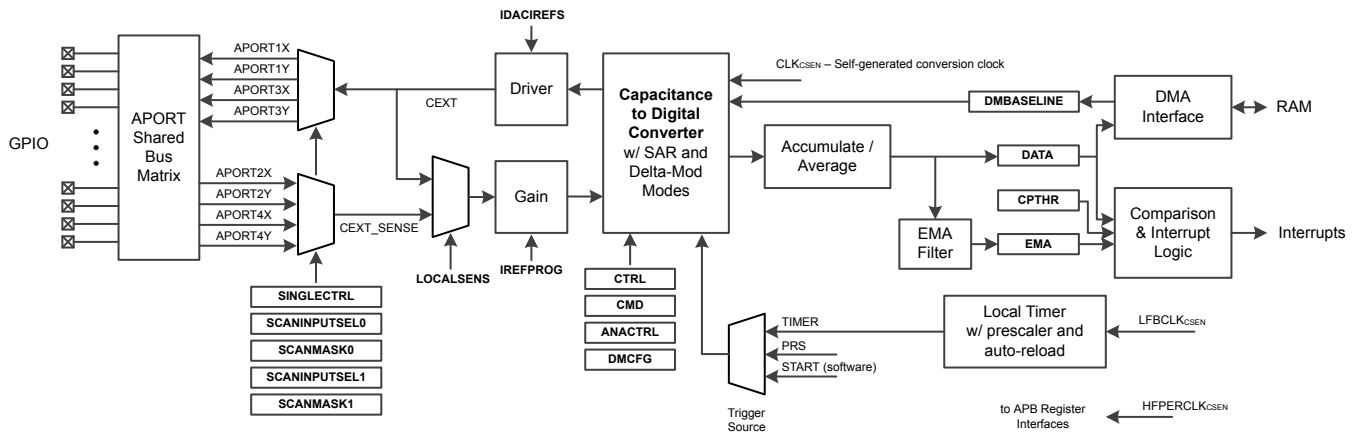 IDACIREFS
GPIO
APORT
Shared
Bus
Matrix
APORT1X
APORT1Y
APORT3X
APORT3Y
APORT2X
APORT2Y
APORT4X
APORT4Y
CEXT
CEXT_SENSE
Driver
Gain
LOCALSENS
IREFPROG
SINGLECTRL
SCANINPUTSEL0
SCANMASK0
SCANINPUTSEL1
SCANMASK1
Capacitance
to Digital
Converter
w/ SAR and
Delta-Mod
Modes
CTRL
CMD
ANACTRL
DMCFG
CLKCSEN – Self-generated conversion clock
DMBASELINE
DMA
Interface
RAM
Accumulate /
Average
DATA
CPTHR
EMA
Filter
EMA
Comparison
& Interrupt
Logic
Interrupts
TIMER
PRS
START (software)
Trigger
Source
Local Timer
w/ prescaler and
auto-reload
LFBCLKCSEN
to APB Register
Interfaces
HFPERCLKCSEN